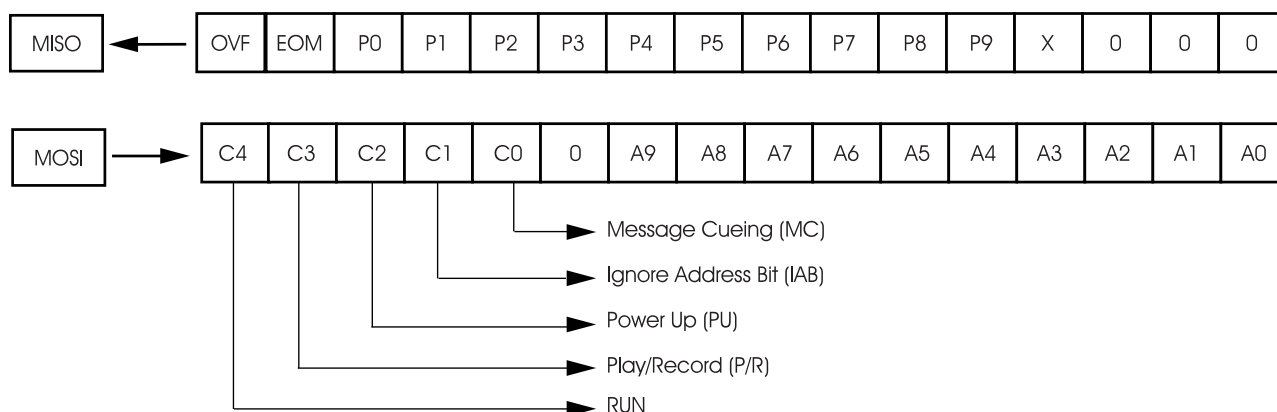 MISO OVF EOM P0 P1 P2 P3 P4 P5 P6 P7 P8 P9 X 0 0 0
MOSI C4 C3 C2 C1 C0 0 A9 A8 A7 A6 A5 A4 A3 A2 A1 A0
Message Cueing (MC)
Ignore Address Bit (IAB)
Power Up (PU)
Play/Record (P/R)
RUN